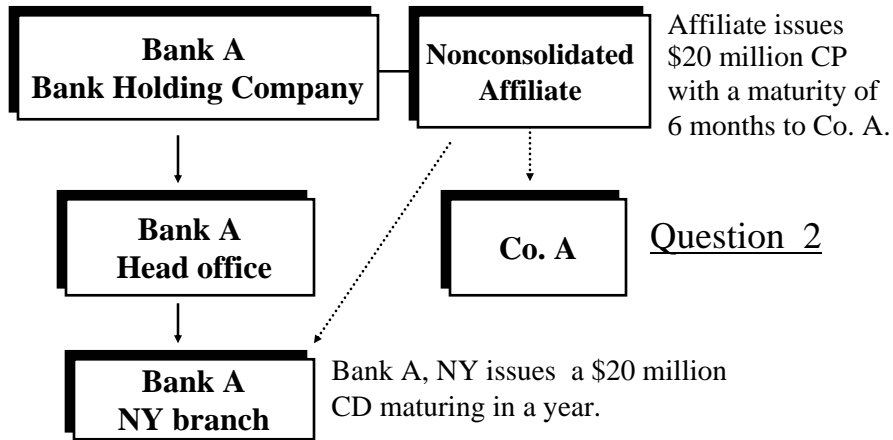 Bank A
Bank Holding Company
Nonconsolidated
Affiliate
Affiliate issues
$20 million CP
with a maturity of
6 months to Co. A.
Bank A
Head office
Co. A
Question 2
Bank A
NY branch
Bank A, NY issues a $20 million
CD maturing in a year.